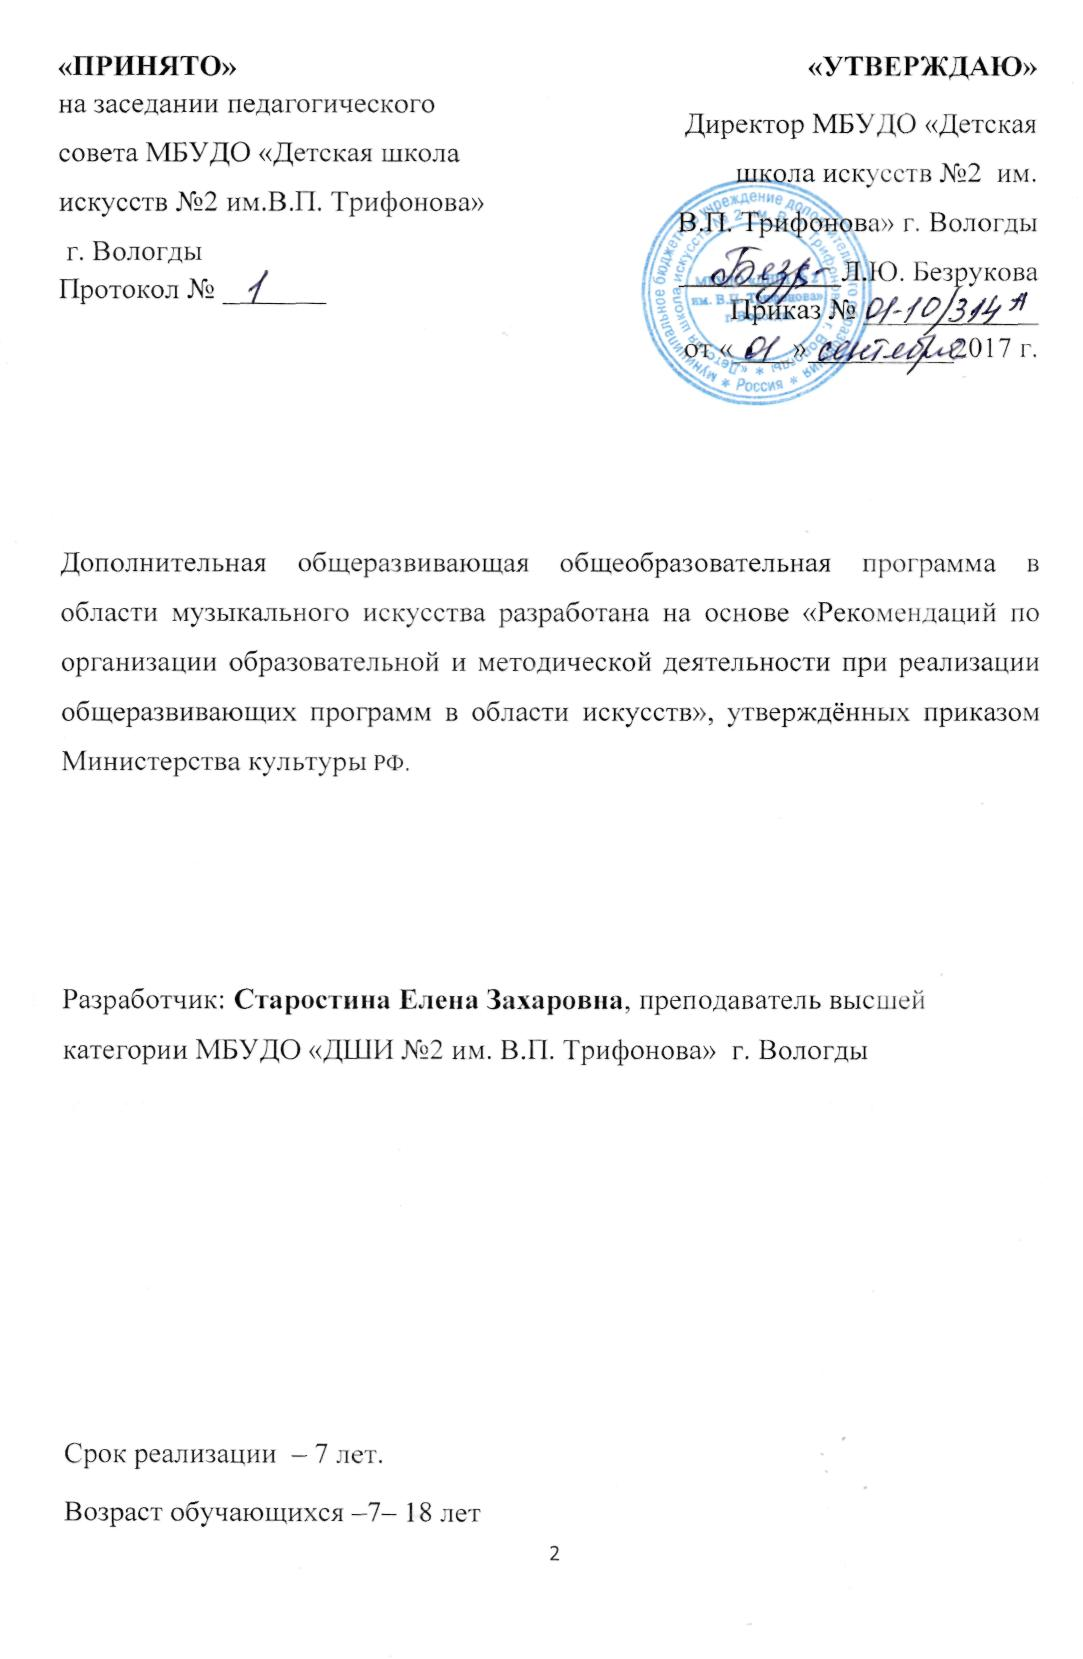 «ПРИНЯТО»
на заседании педагогического
совета МБУДО «Детская школа
искусств №2 им.В.П. Трифонова»
г. Вологды
Протокол № 1
«УТВЕРЖДАЮ»
Директор МБУДО «Детская
школа искусств №2 им.
В.П. Трифонова» г. Вологды
Л.Ю. Безрукова
Приказ № 01-10/314 А
от « 01 » сентября 2017 г.
Дополнительная общеразвивающая общеобразовательная программа в
области музыкального искусства разработана на основе «Рекомендаций по
организации образовательной и методической деятельности при реализации
общеразвивающих программ в области искусств», утверждённых приказом
Министерства культуры РФ.
Разработчик: Старостина Елена Захаровна, преподаватель высшей
категории МБУДО «ДШИ №2 им. В.П. Трифонова» г. Вологды
Срок реализации – 7 лет.
Возраст обучающихся –7– 18 лет
2